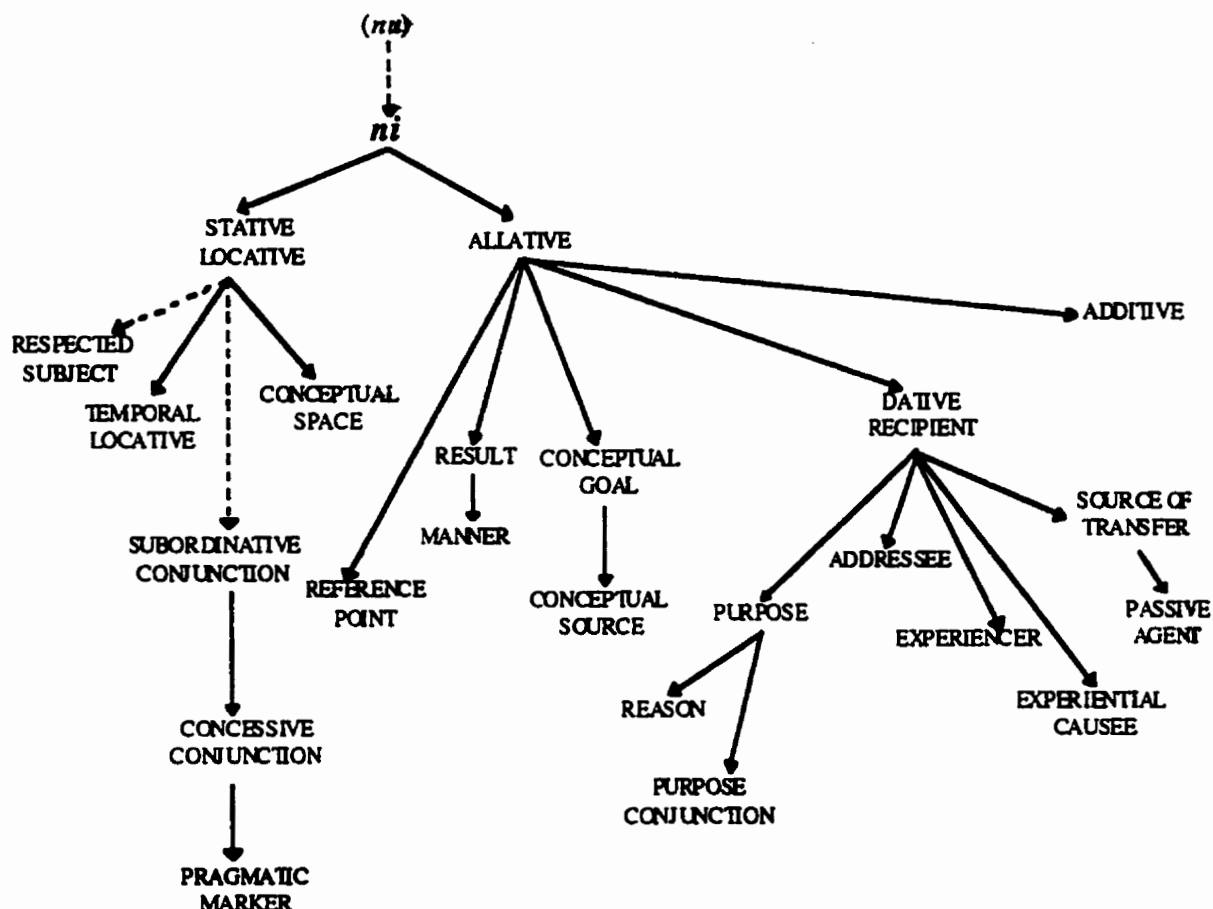 (nu)
ni
STATIVE
LOCATIVE
ALLATIVE
ADDITIVE
RESPECTED
SUBJECT
TEMPORAL
LOCATIVE
CONCEPTUAL
SPACE
DATIVE
RECIPIENT
RESULT
CONCEPTUAL
GOAL
MANNER
SOURCE OF
TRANSFER
SUBORDINATIVE
CONJUNCTION
REFERENCE
POINT
CONCEPTUAL
SOURCE
ADDRESSEE
PURPOSE
EXPERIENCER
PASSIVE
AGENT
REASON
EXPERIENTIAL
CAUSEE
CONCESSIVE
CONJUNCTION
PURPOSE
CONJUNCTION
PRAGMATIC
MARKER